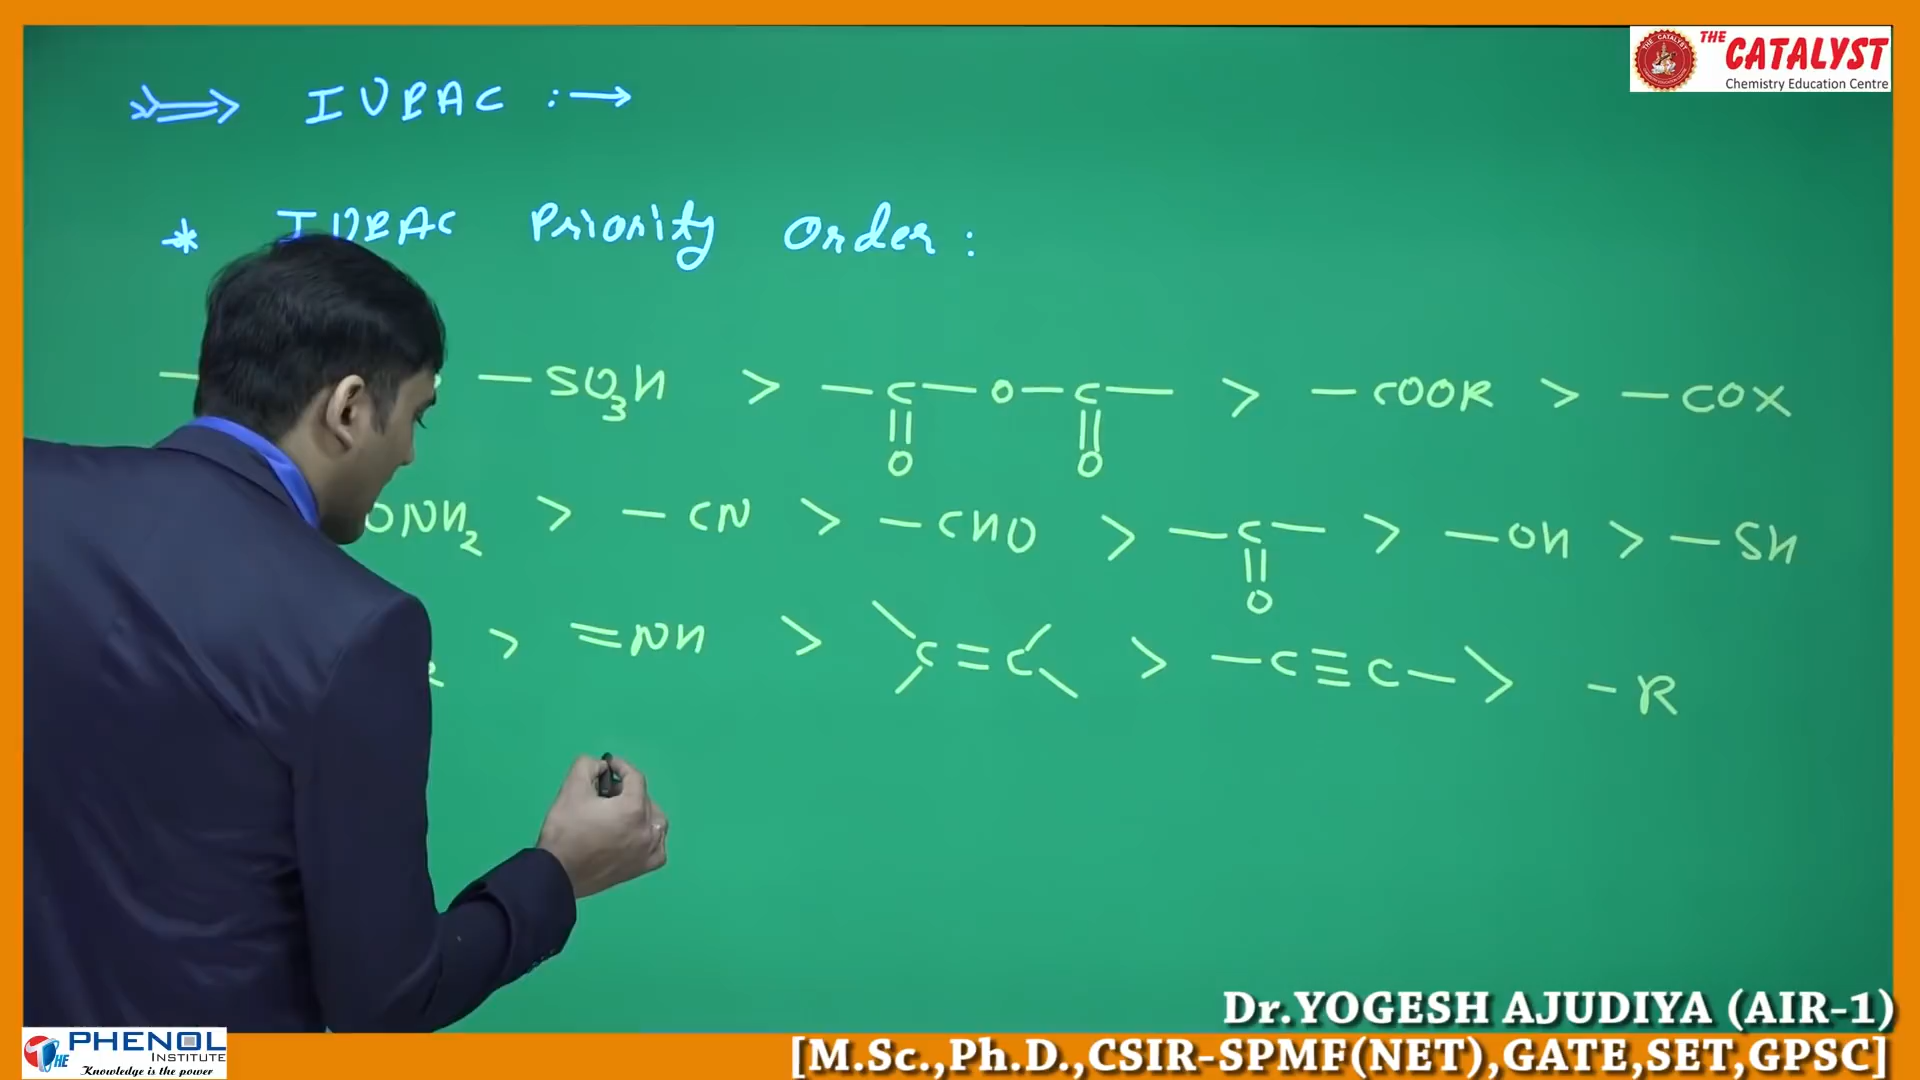 THE CATALYST
Chemistry Education Centre
IUPAC :→
* IUPAC Priority Order :
— SO3H > —C(=O)—O—C(=O)— > —COOR > —COX
ONH2 > —CN > —CHO > —C(=O)— > —OH > —SH
> =NH > >C=C< > —C≡C— > —R
Dr.YOGESH AJUDIYA (AIR-1)
[M.Sc.,Ph.D.,CSIR-SPMF(NET),GATE,SET,GPSC]
THE PHENOL
INSTITUTE
Knowledge is the power